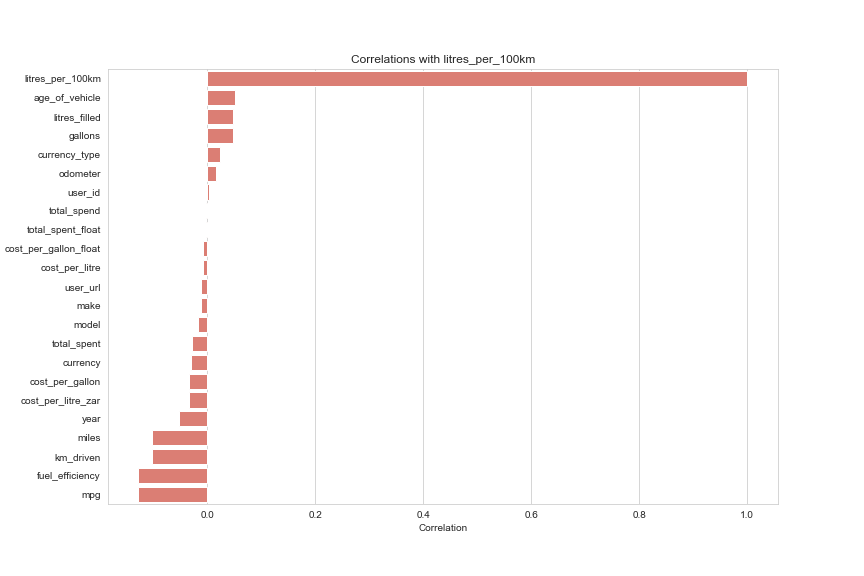 Correlations with litres_per_100km
litres_per_100km
age_of_vehicle
litres_filled
gallons
currency_type
odometer
user_id
total_spend
total_spent_float
cost_per_gallon_float
cost_per_litre
user_url
make
model
total_spent
currency
cost_per_gallon
cost_per_litre_zar
year
miles
km_driven
fuel_efficiency
mpg
0.0 0.2 0.4 0.6 0.8 1.0
Correlation